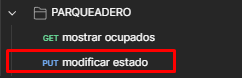 PARQUEADERO
GET mostrar ocupados
PUT modificar estado